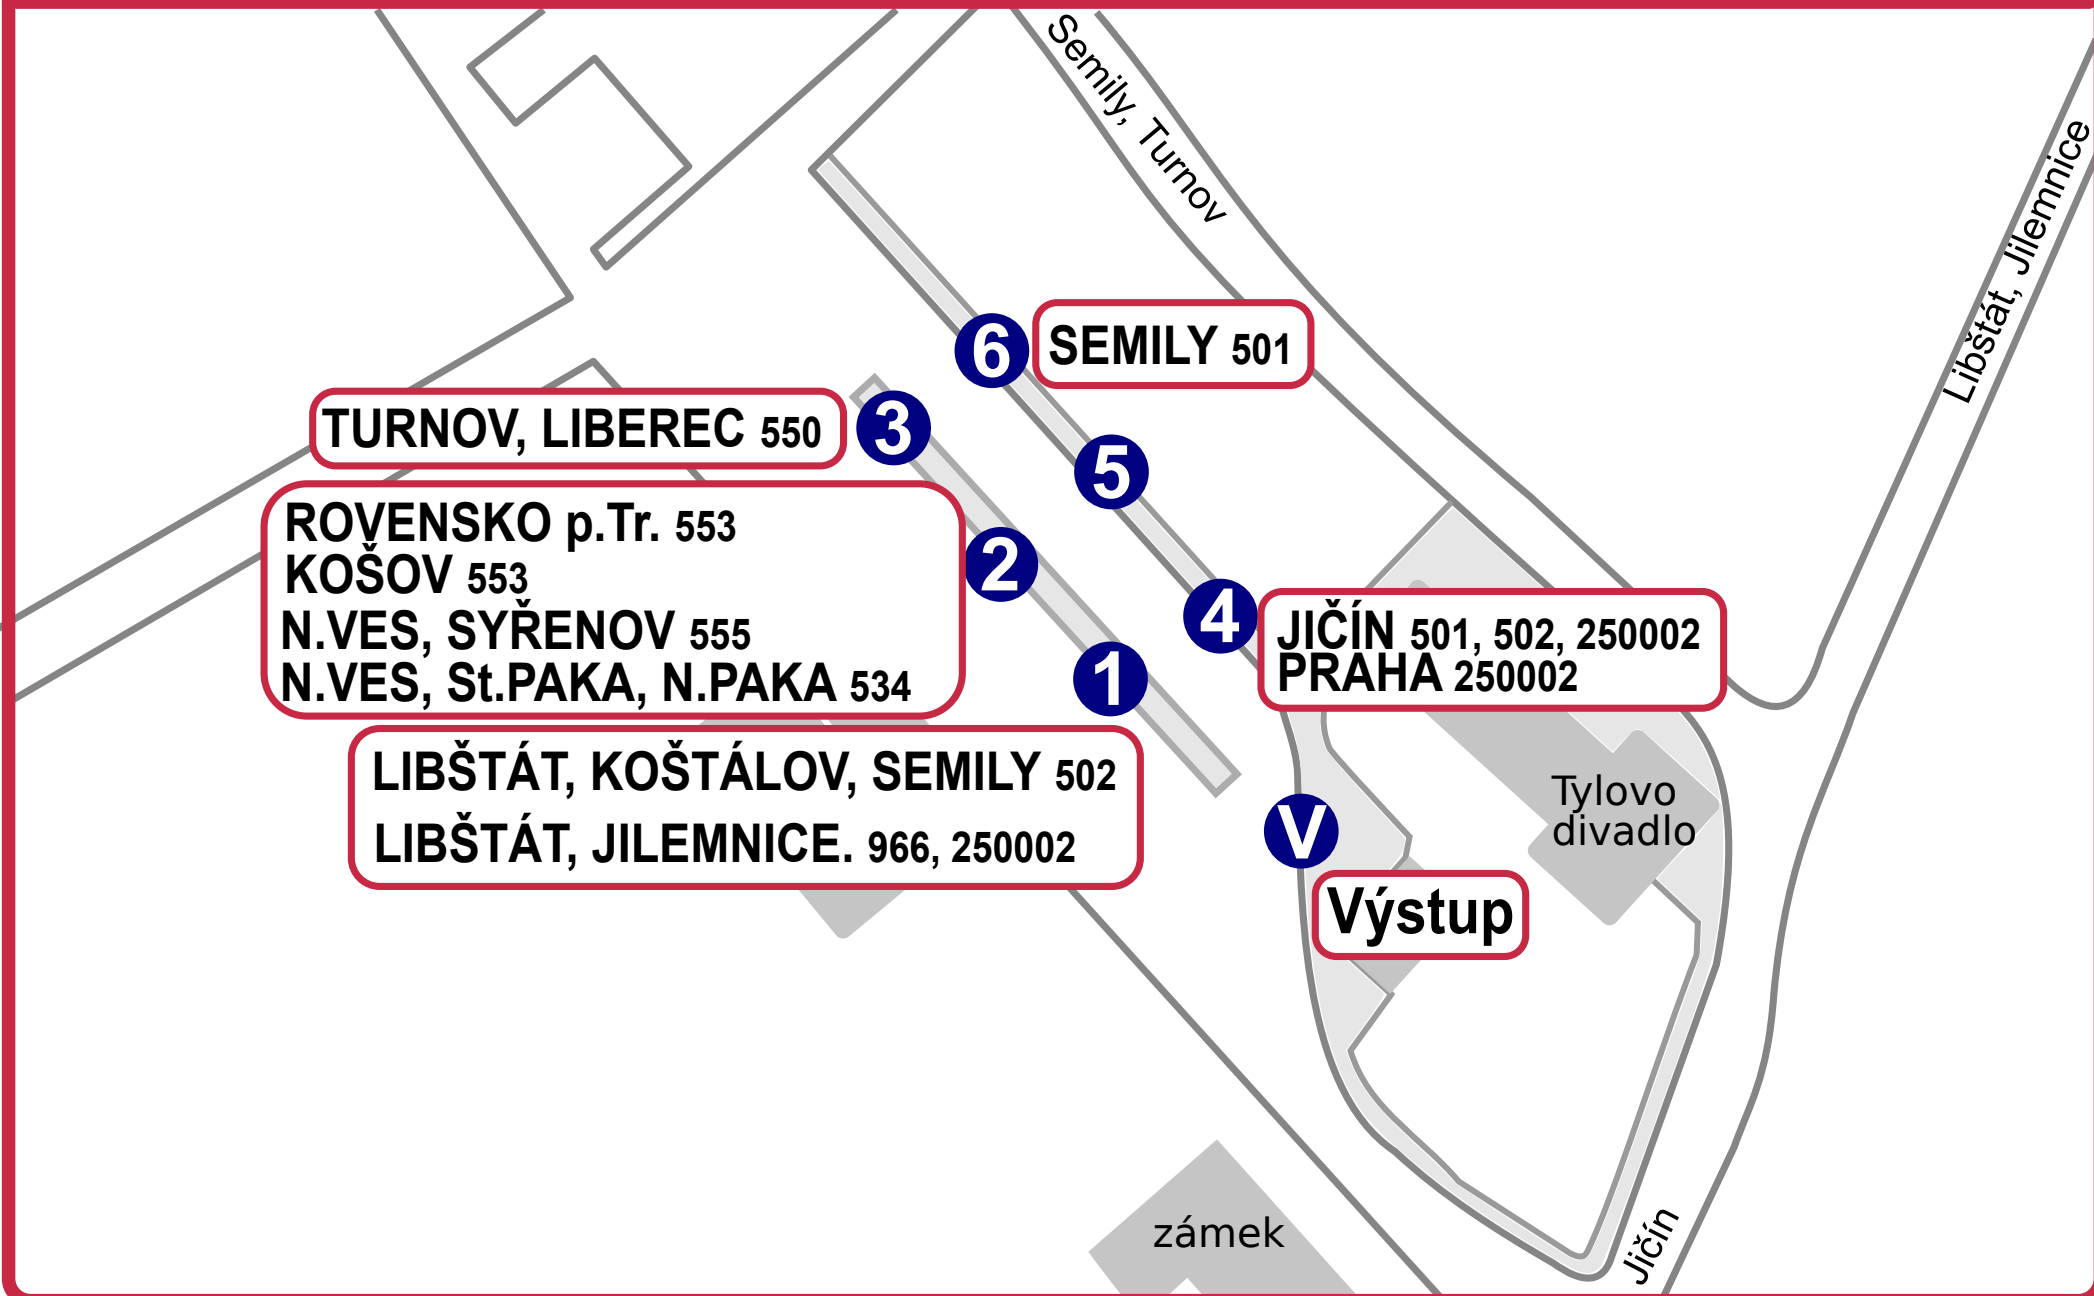 Semily, Turnov
Libštát, Jilemnice
6
SEMILY 501
TURNOV, LIBEREC 550
3
5
ROVENSKO p.Tr. 553
KOŠOV 553
N.VES, SYŘENOV 555
N.VES, St.PAKA, N.PAKA 534
2
4
JIČÍN 501, 502, 250002
PRAHA 250002
1
LIBŠTÁT, KOŠTÁLOV, SEMILY 502
LIBŠTÁT, JILEMNICE. 966, 250002
V
Výstup
Tylovo
divadlo
zámek
Jičín